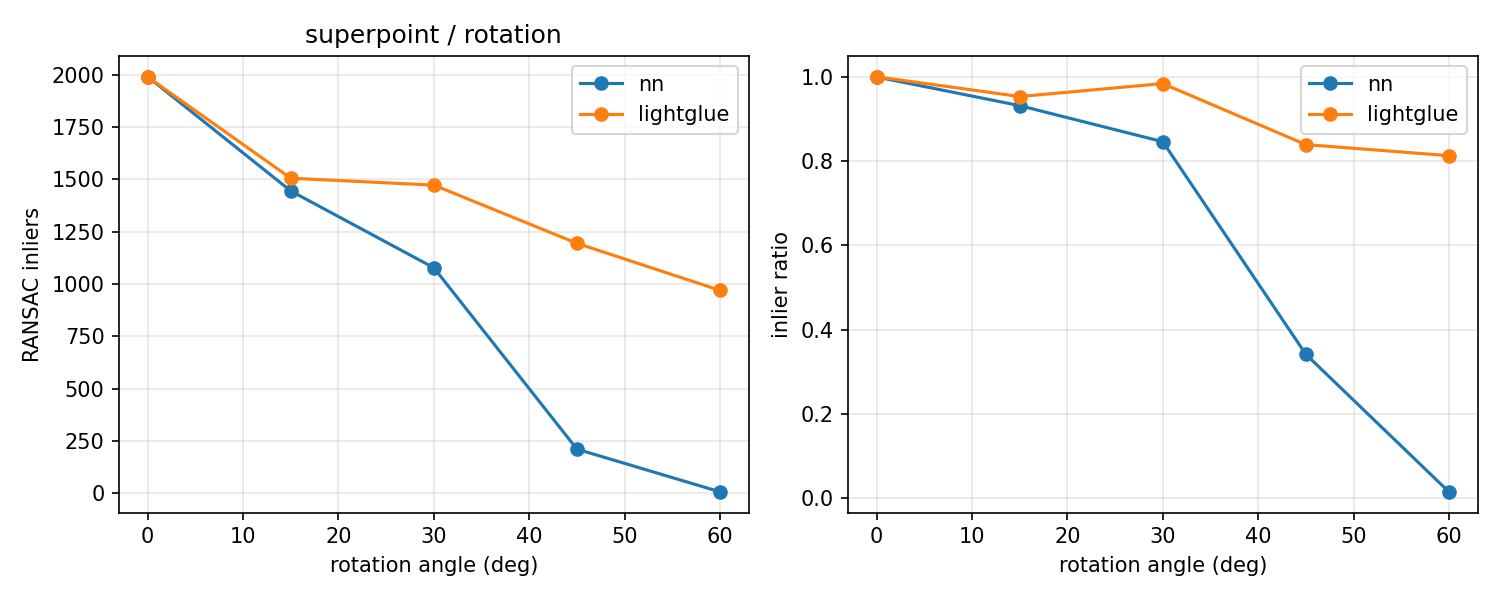 superpoint / rotation
RANSAC inliers
2000
1750
1500
1250
1000
750
500
250
0
nn
lightglue
0 10 20 30 40 50 60
rotation angle (deg)
inlier ratio
1.0
0.8
0.6
0.4
0.2
0.0
nn
lightglue
0 10 20 30 40 50 60
rotation angle (deg)